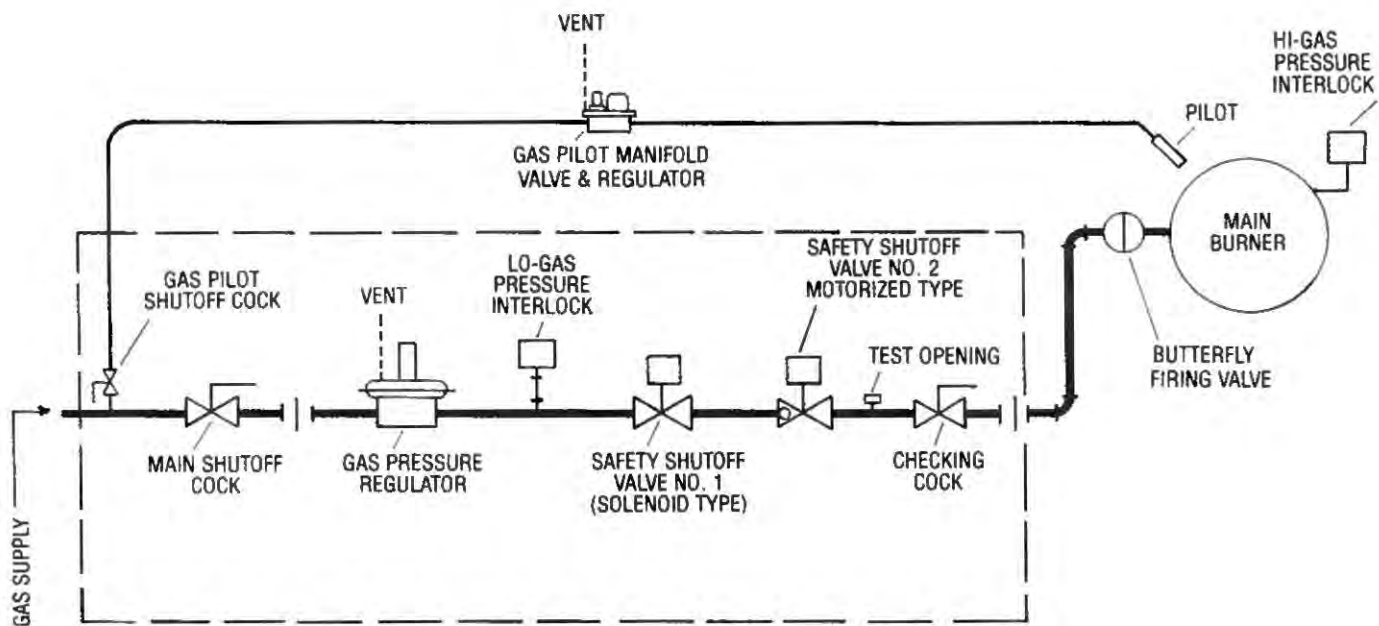 VENT
HI-GAS
PRESSURE
INTERLOCK
PILOT
GAS PILOT MANIFOLD
VALVE & REGULATOR
MAIN
BURNER
GAS PILOT
SHUTOFF COCK
VENT
LO-GAS
PRESSURE
INTERLOCK
SAFETY SHUTOFF
VALVE NO. 2
MOTORIZED TYPE
TEST OPENING
BUTTERFLY
FIRING VALVE
MAIN SHUTOFF
COCK
GAS PRESSURE
REGULATOR
SAFETY SHUTOFF
VALVE NO. 1
(SOLENOID TYPE)
CHECKING
COCK
GAS SUPPLY